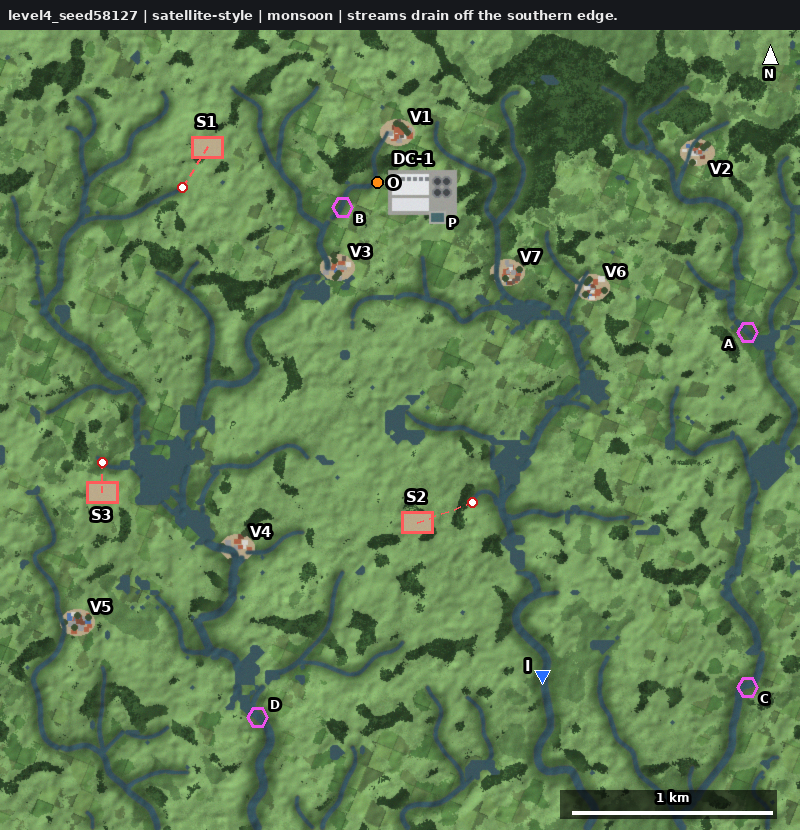 level4_seed58127 | satellite-style | monsoon | streams drain off the southern edge.
N
V1
S1
DC-1
V2
O
B
P
V3
V7
V6
A
S2
S3
V4
V5
I
C
D
1 km